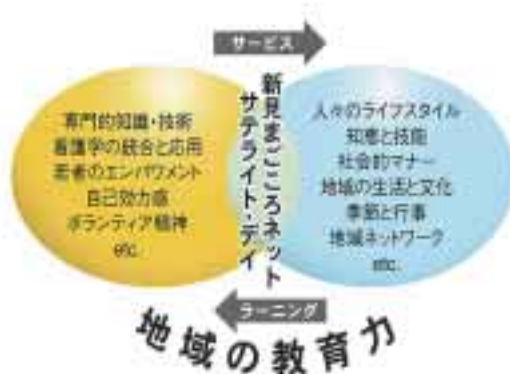 サービス
専門的知識・技術
看護学の統合と応用
若者のエンパワメント
自己効力感
ボランティア精神
etc.
新見まごころネット
サテライト・デイ
人々のライフスタイル
知恵と技能
社会的マナー
地域の生活と文化
季節と行事
地域ネットワーク
etc.
ラーニング
地域の教育力